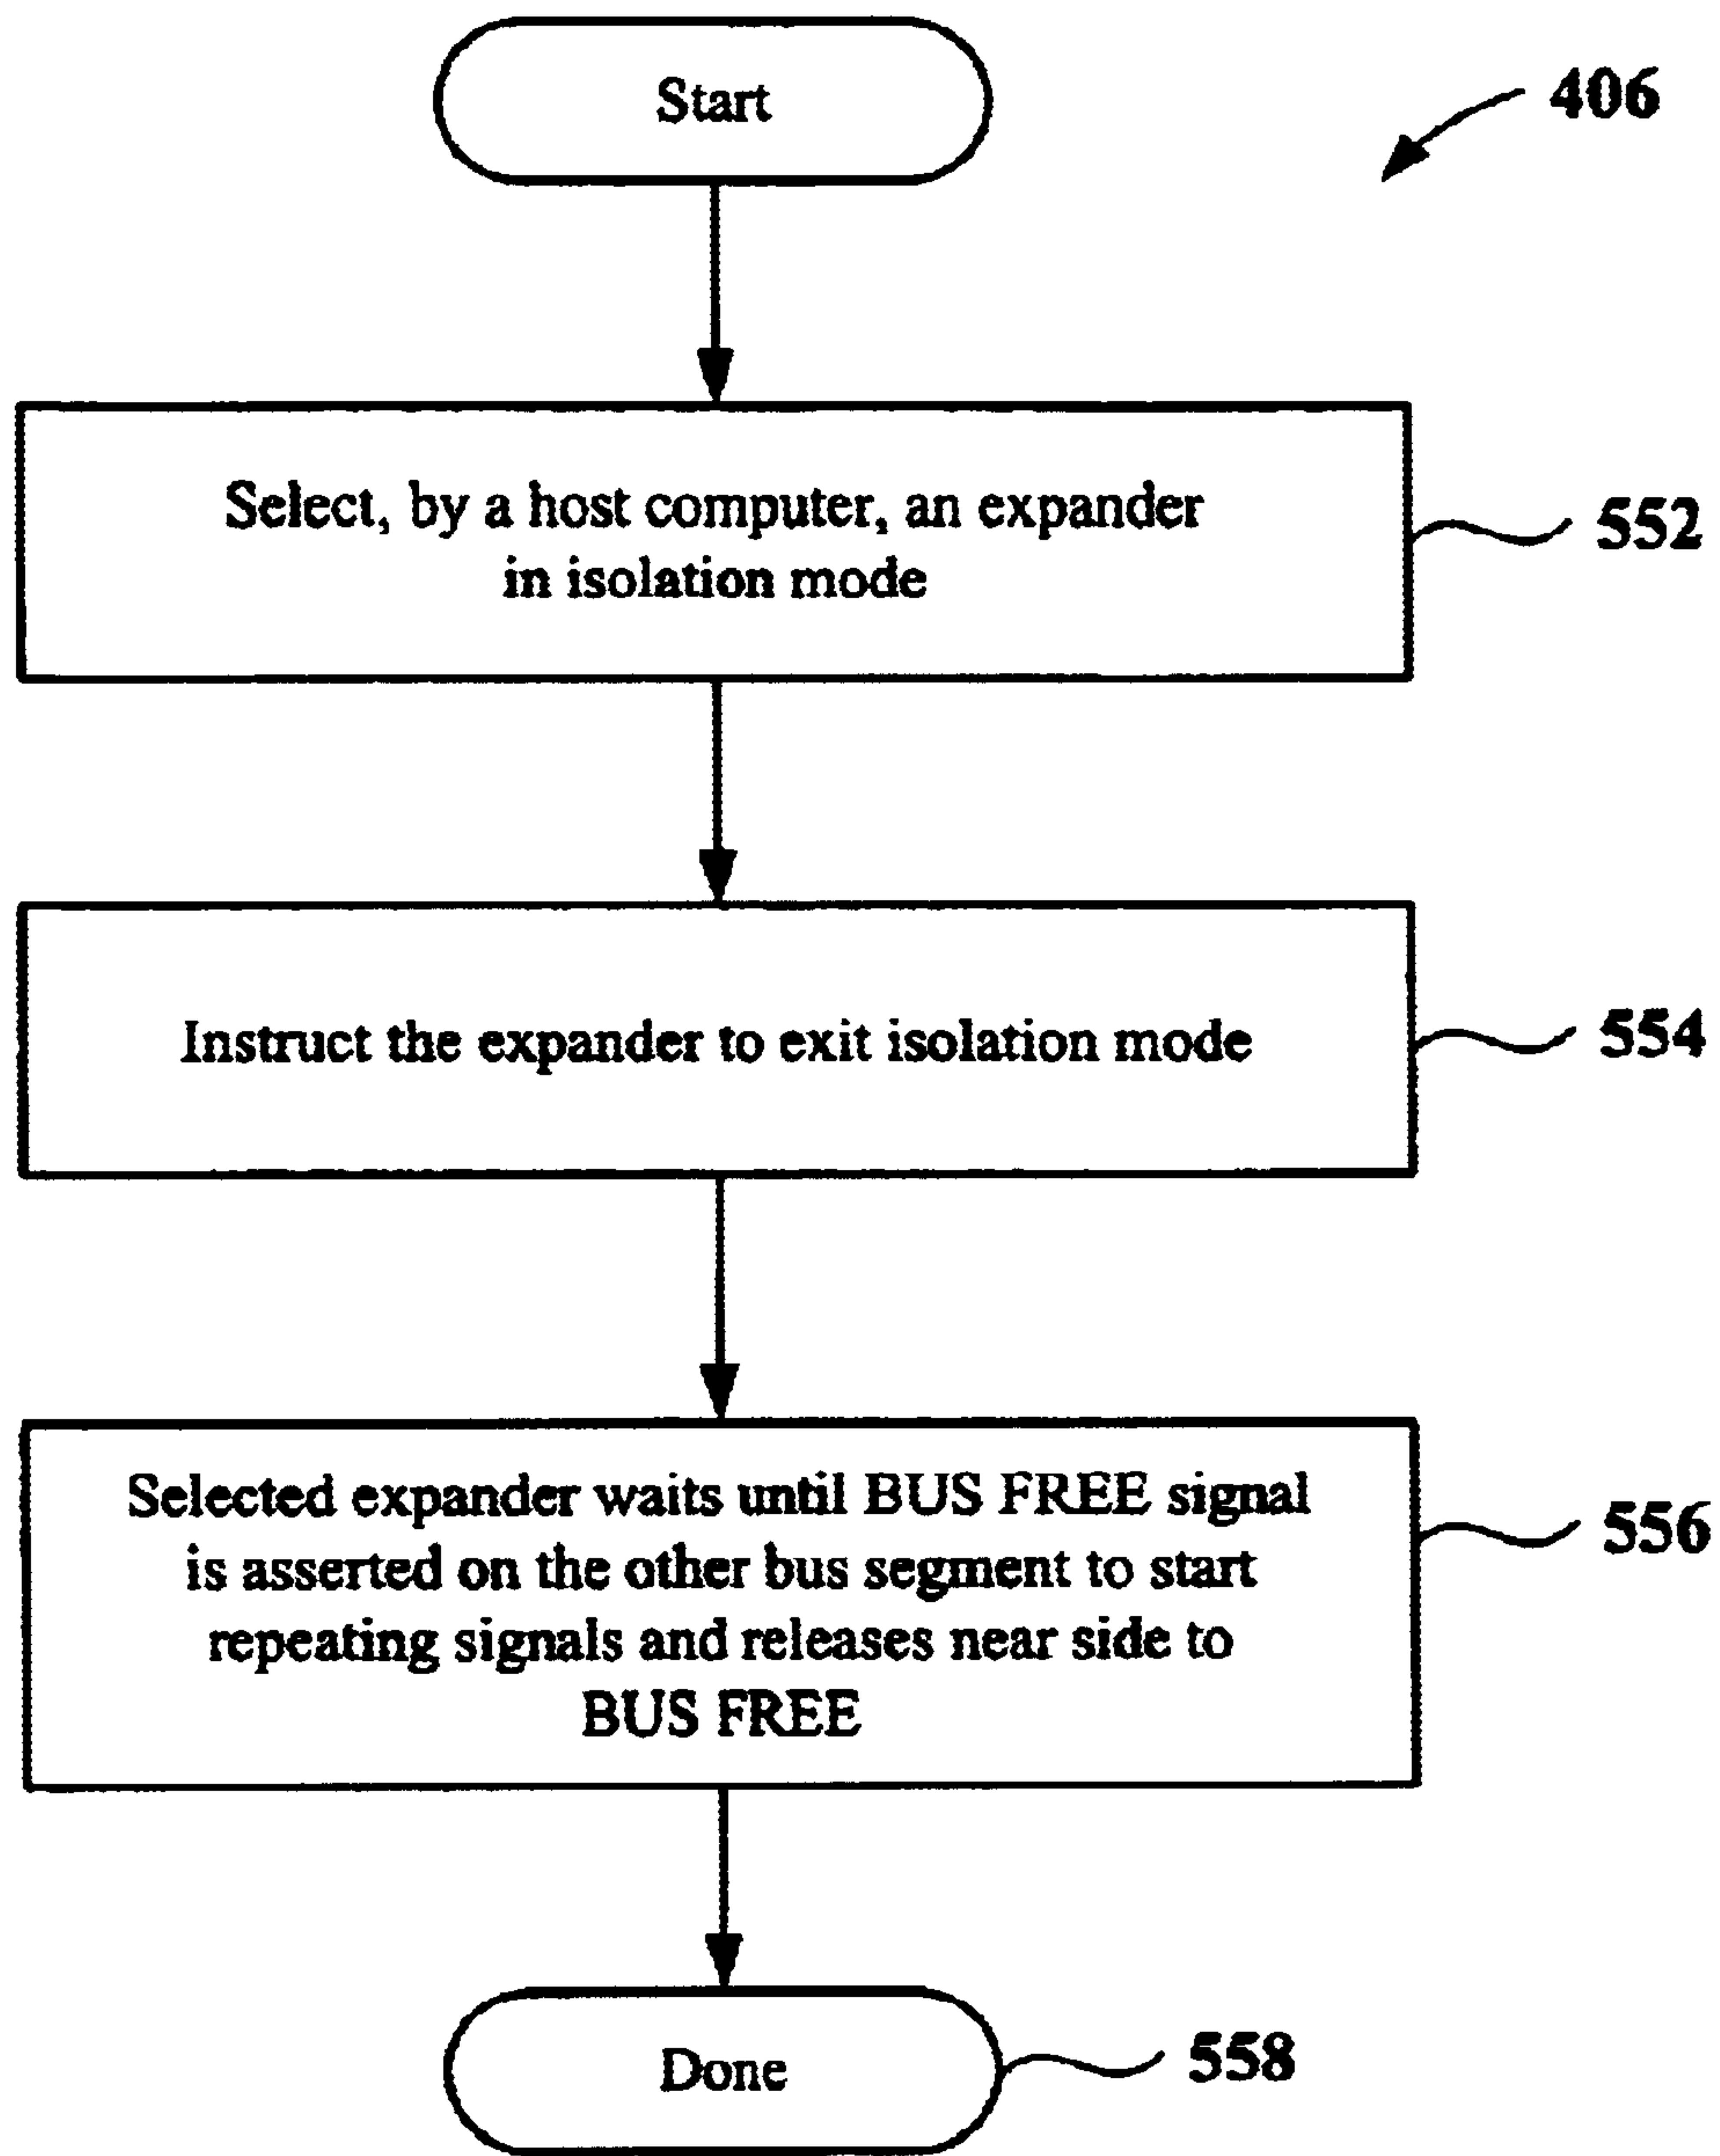 Start
406
Select, by a host computer, an expander
in isolation mode
552
Instruct the expander to exit isolation mode
554
Selected expander waits until BUS FREE signal
is asserted on the other bus segment to start
repeating signals and releases near side to
BUS FREE
556
Done
558